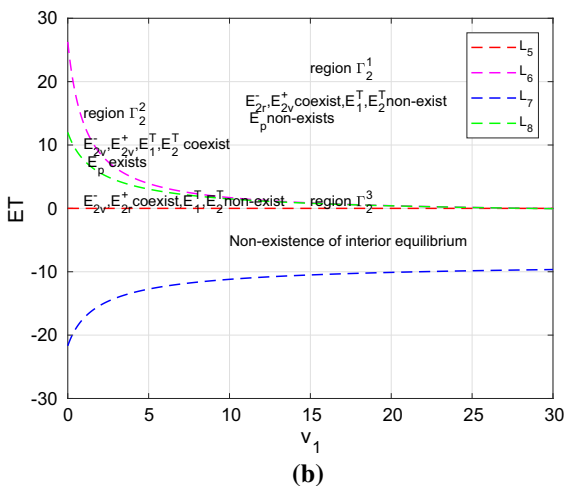 30
20
10
0
-10
-20
-30
0
5
10
15
20
25
30
ET
v₁
region Γ₂¹
E₂ᵣ⁻,E₂ᵥ⁺coexist,E₁ᵀ,E₂ᵀnon-exist
Eₚnon-exists
region Γ₂²
E₂ᵥ⁻,E₂ᵥ⁺,E₁ᵀ,E₂ᵀ coexist
Eₚ exists
E₂ᵥ⁻,E₂ᵣ⁺coexist,E₁ᵀ,E₂ᵀnon-exist
region Γ₂³
Non-existence of interior equilibrium
L₅
L₆
L₇
L₈
(b)